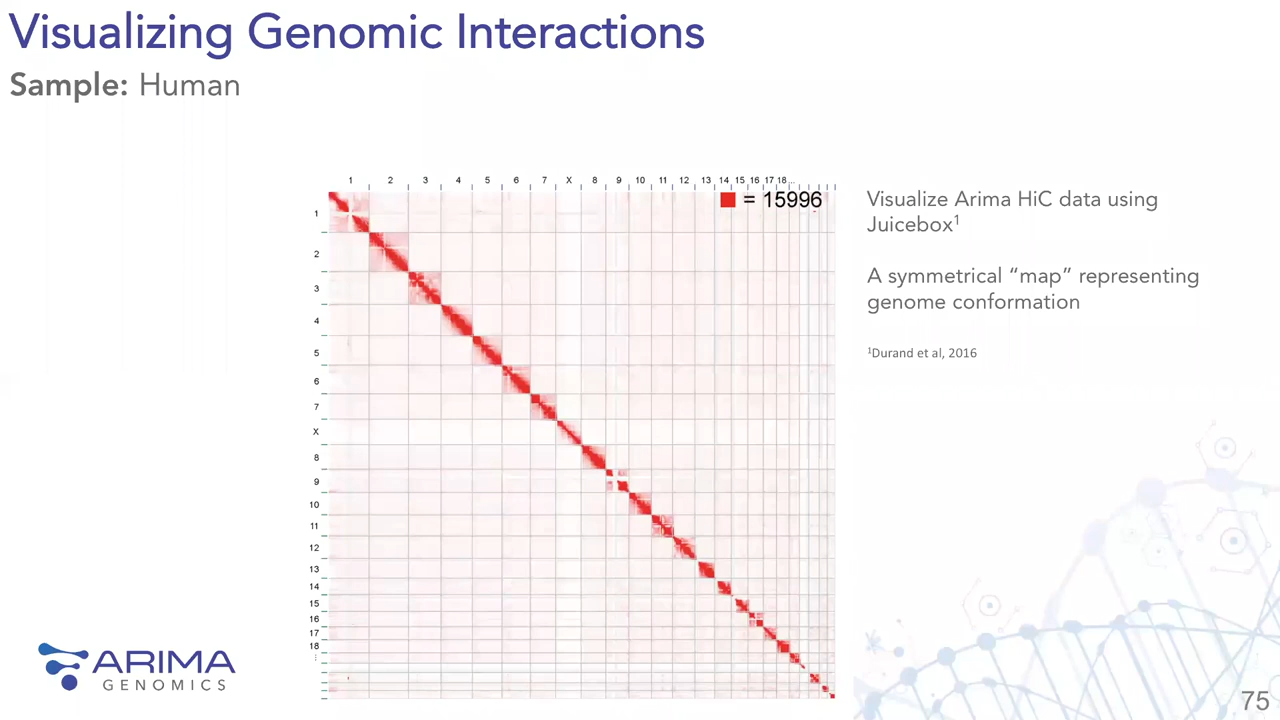 Visualizing Genomic Interactions
Sample: Human
1 2 3 4 5 6 7 X 8 9 10 11 12 13 14 15 16 17 18...
= 15996
1
2
3
4
5
6
7
X
8
9
10
11
12
13
14
15
16
17
18
:
Visualize Arima HiC data using
Juicebox¹
A symmetrical “map” representing
genome conformation
¹Durand et al, 2016
ARIMA
GENOMICS
75